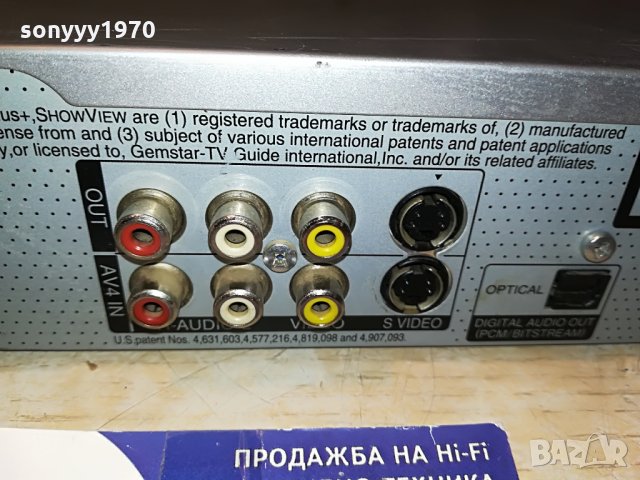 sonyyy1970
us+,SHOWVIEW are (1) registered trademarks or trademarks of, (2) manufactured
ense from and (3) subject of various international patents and patent applications
y,or licensed to, Gemstar-TV Guide international,Inc. and/or its related affiliates.
OUT
AV4 IN
S VIDEO
OPTICAL
DIGITAL AUDIO OUT
(PCM/BITSTREAM)
U.S.patent Nos. 4,631,603,4,577,216,4,819,098 and 4,907,093.
ПРОДАЖБА НА Hi-Fi
BAZAR